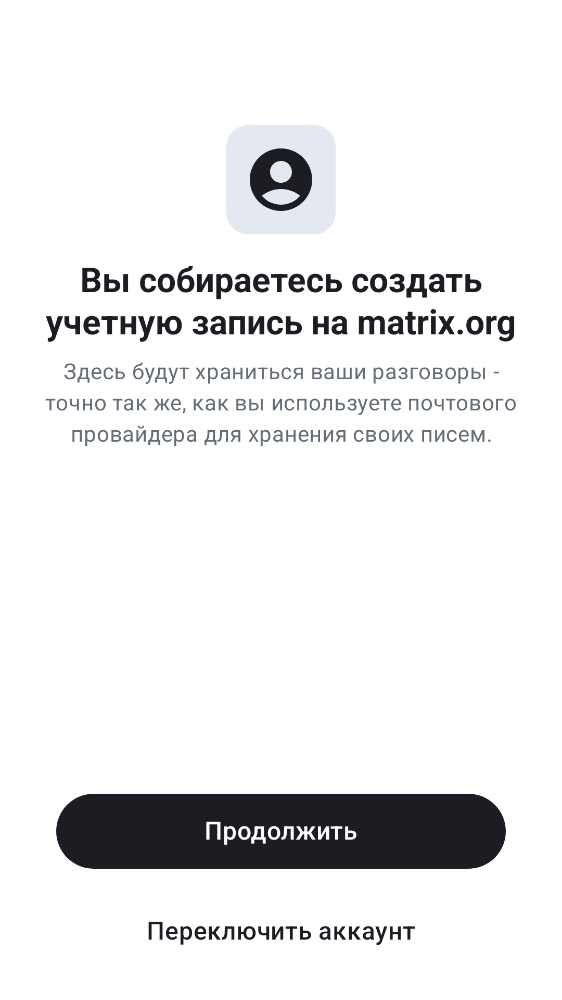 Вы собираетесь создать
учетную запись на matrix.org
Здесь будут храниться ваши разговоры -
точно так же, как вы используете почтового
провайдера для хранения своих писем.
Продолжить
Переключить аккаунт